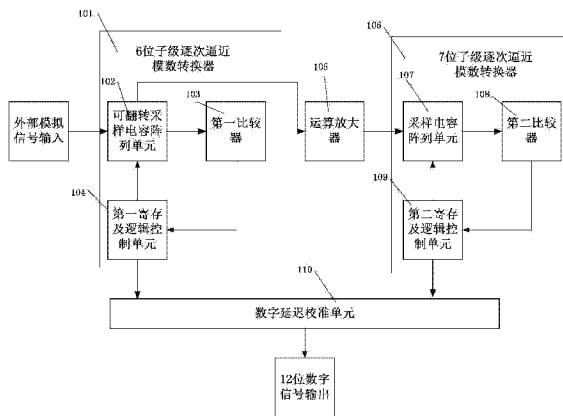 101
6位子级逐次逼近
模数转换器
102
103
105
106
7位子级逐次逼近
模数转换器
107
108
外部模拟
信号输入
可翻转采
样电容阵
列单元
第一比较
器
运算放大
器
采样电容
阵列单元
第二比较
器
104
第一寄存
及逻辑控
制单元
109
第二寄存
及逻辑控
制单元
110
数字延迟校准单元
12位数字
信号输出